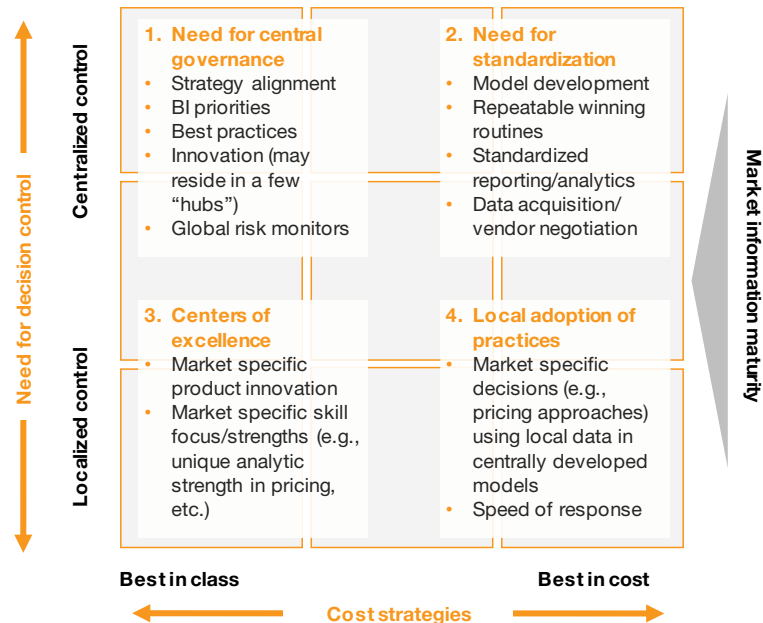 Need for decision control
Centralized control
Localized control
1. Need for central
governance
• Strategy alignment
• BI priorities
• Best practices
• Innovation (may
reside in a few
“hubs”)
• Global risk monitors
2. Need for
standardization
• Model development
• Repeatable winning
routines
• Standardized
reporting/analytics
• Data acquisition/
vendor negotiation
3. Centers of
excellence
• Market specific
product innovation
• Market specific skill
focus/strengths (e.g.,
unique analytic
strength in pricing,
etc.)
4. Local adoption of
practices
• Market specific
decisions (e.g.,
pricing approaches)
using local data in
centrally developed
models
• Speed of response
Market information maturity
Best in class
Best in cost
Cost strategies